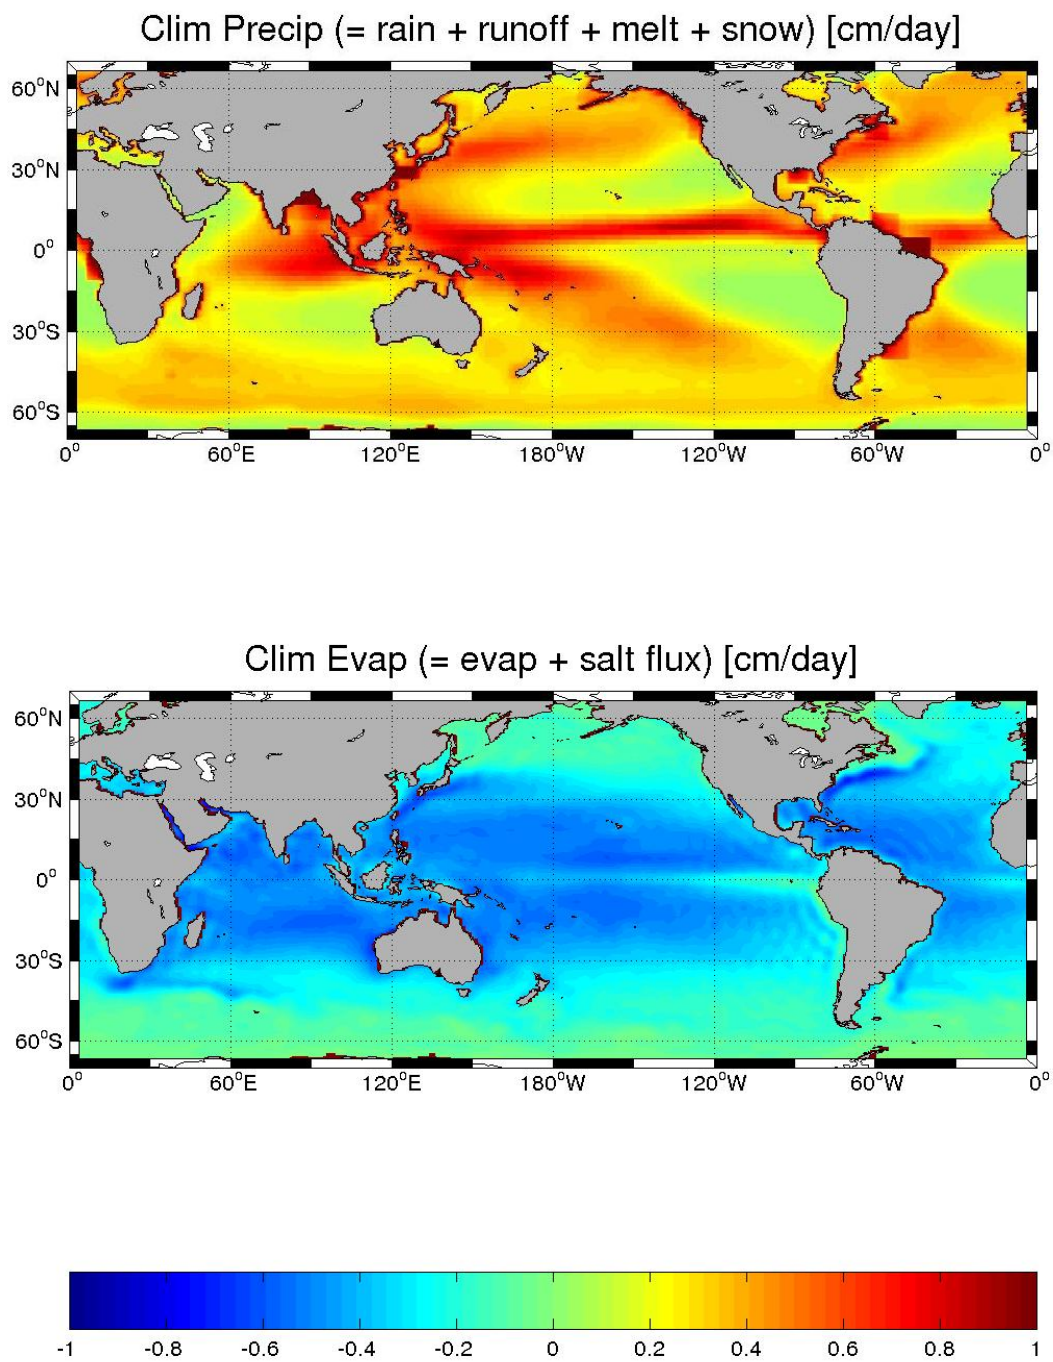 Clim Precip (= rain + runoff + melt + snow) [cm/day]
60°N
30°N
0°
30°S
60°S
0° 60°E 120°E 180°W 120°W 60°W 0°
Clim Evap (= evap + salt flux) [cm/day]
60°N
30°N
0°
30°S
60°S
0° 60°E 120°E 180°W 120°W 60°W 0°
-1 -0.8 -0.6 -0.4 -0.2 0 0.2 0.4 0.6 0.8 1